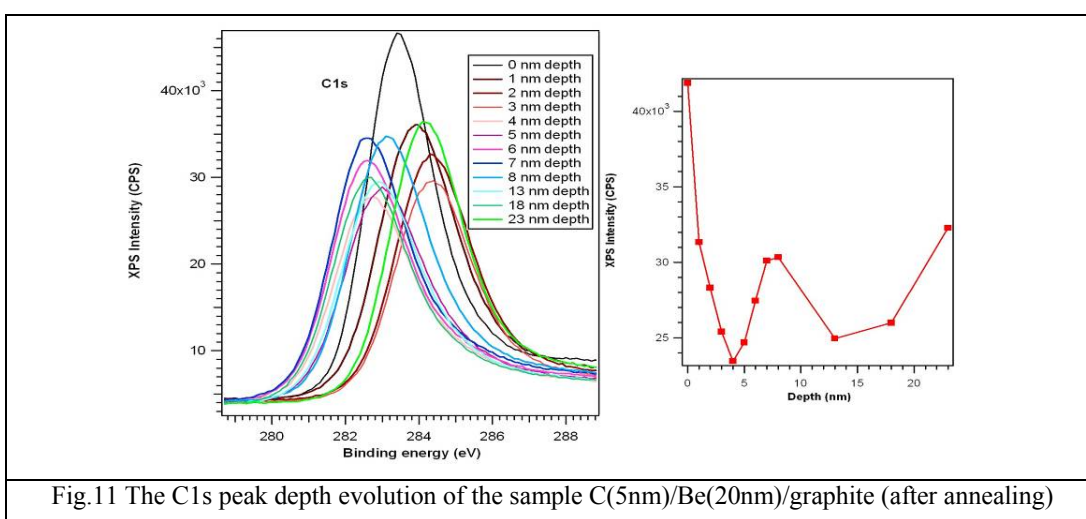 C1s
0 nm depth
1 nm depth
2 nm depth
3 nm depth
4 nm depth
5 nm depth
6 nm depth
7 nm depth
8 nm depth
13 nm depth
18 nm depth
23 nm depth
XPS Intensity (CPS)
40x10³
30
20
10
280 282 284 286 288
Binding energy (eV)
XPS Intensity (CPS)
40x10³
35
30
25
0 5 10 15 20
Depth (nm)
Fig.11 The C1s peak depth evolution of the sample C(5nm)/Be(20nm)/graphite (after annealing)